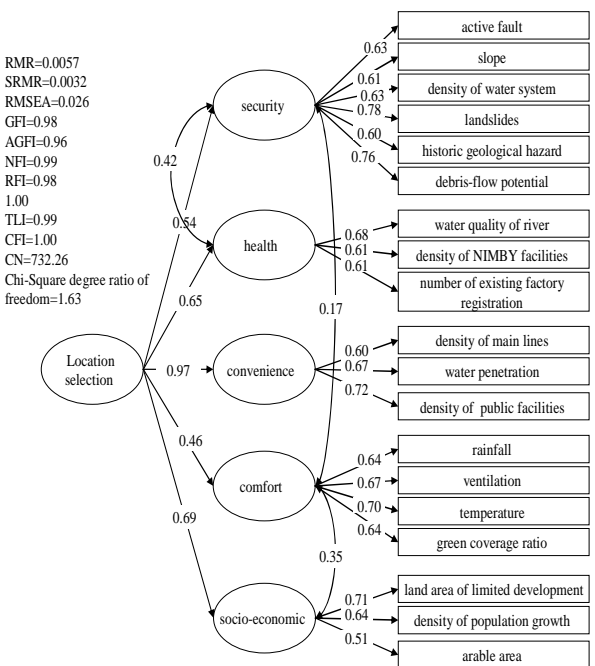 RMR=0.0057
SRMR=0.0032
RMSEA=0.026
GFI=0.98
AGFI=0.96
NFI=0.99
RFI=0.98
1.00
TLI=0.99
CFI=1.00
CN=732.26
Chi-Square degree ratio of
freedom=1.63
Location
selection
0.54
0.65
0.97
0.46
0.69
0.42
0.17
0.35
security
0.63
0.61
0.63
0.78
0.60
0.76
active fault
slope
density of water system
landslides
historic geological hazard
debris-flow potential
health
0.68
0.61
0.61
water quality of river
density of NIMBY facilities
number of existing factory
registration
convenience
0.60
0.67
0.72
density of main lines
water penetration
density of public facilities
comfort
0.64
0.67
0.70
0.64
rainfall
ventilation
temperature
green coverage ratio
socio-economic
0.71
0.64
0.51
land area of limited development
density of population growth
arable area